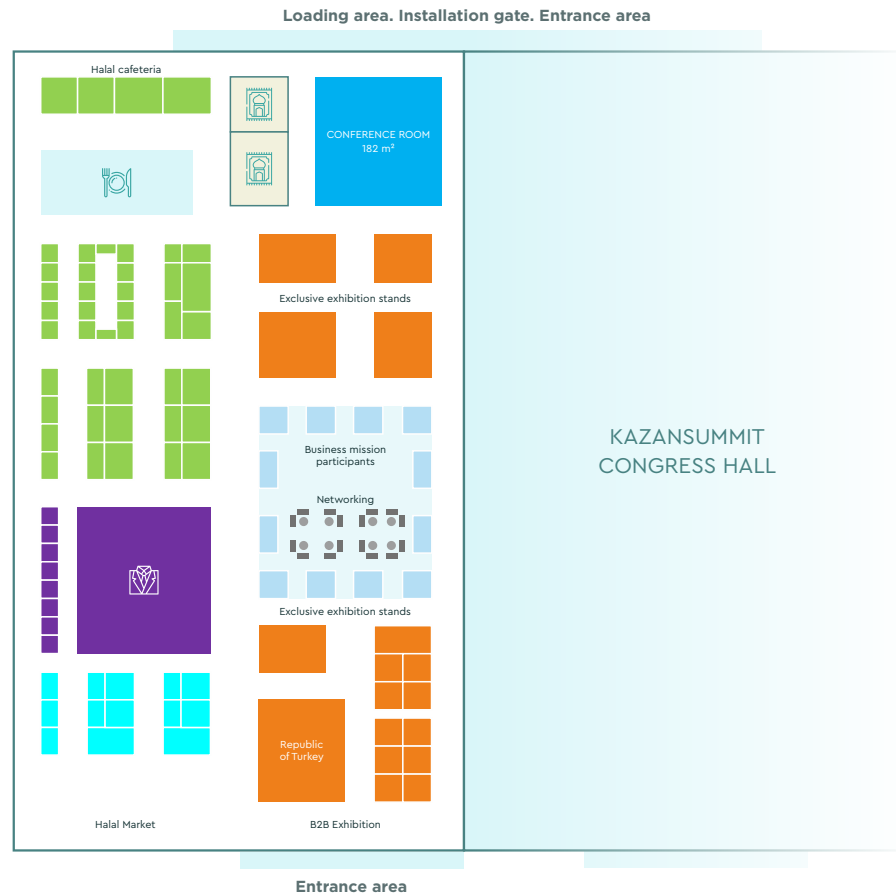 Loading area. Installation gate. Entrance area
Halal cafeteria
CONFERENCE ROOM
182 m²
Exclusive exhibition stands
Business mission
participants
KAZANSUMMIT
CONGRESS HALL
Networking
Exclusive exhibition stands
Republic
of Turkey
Halal Market
B2B Exhibition
Entrance area